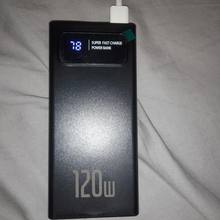 78
SUPER FAST CHARGE
POWER BANK
120w